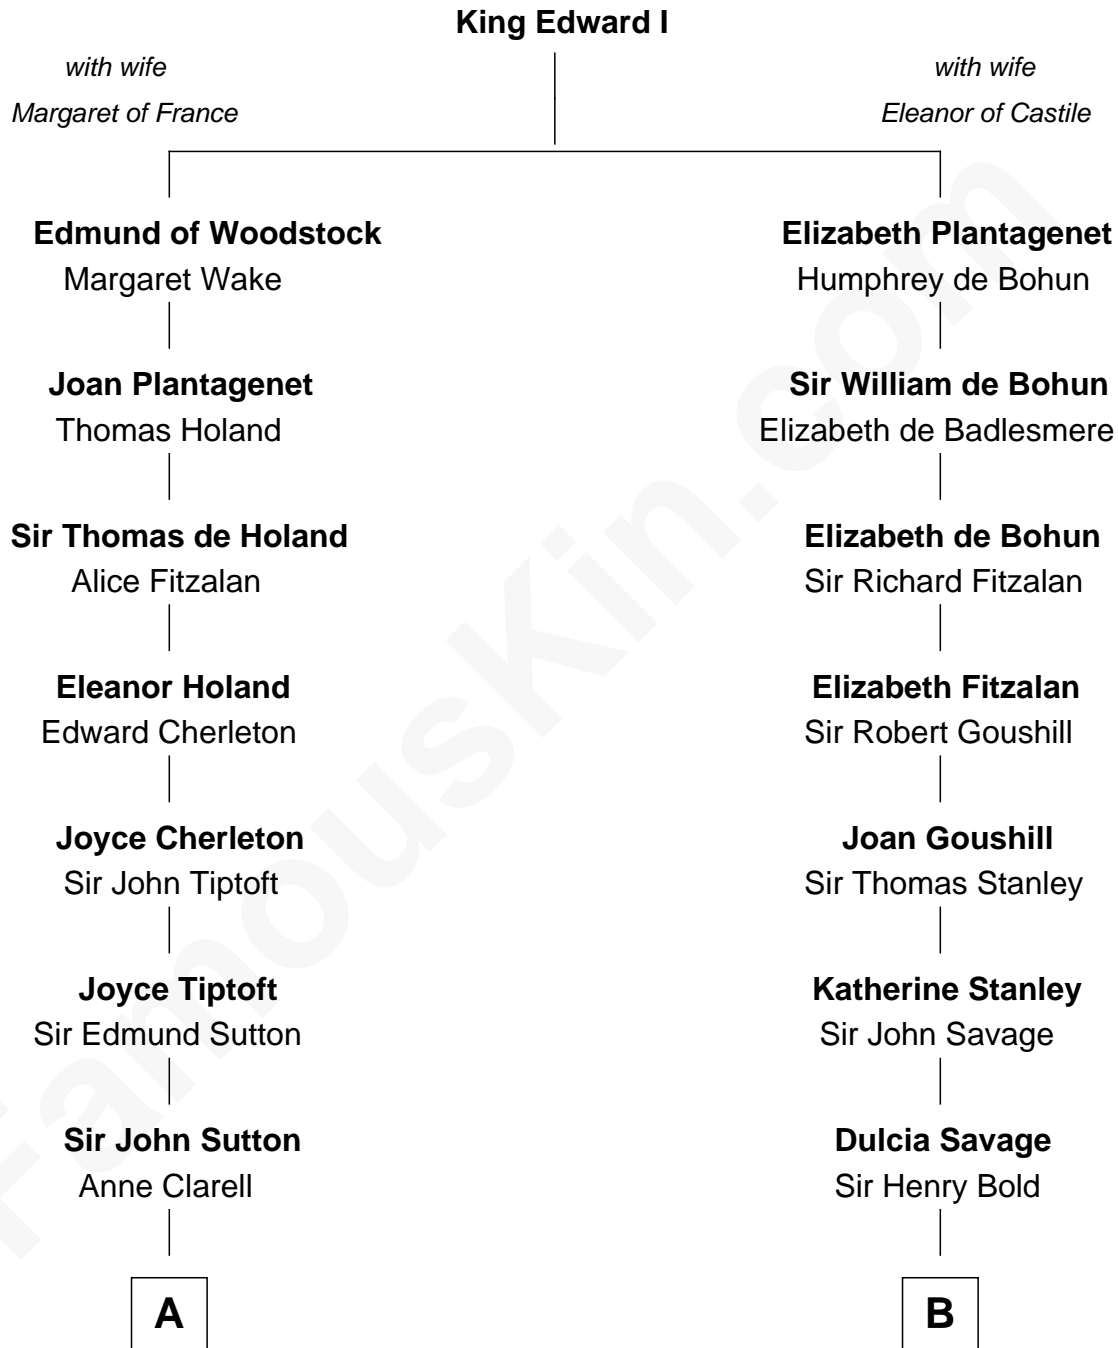 King Edward I
with wife
Margaret of France
with wife
Eleanor of Castile
Edmund of Woodstock
Margaret Wake
Elizabeth Plantagenet
Humphrey de Bohun
Joan Plantagenet
Thomas Holand
Sir William de Bohun
Elizabeth de Badlesmere
Sir Thomas de Holand
Alice Fitzalan
Elizabeth de Bohun
Sir Richard Fitzalan
Eleanor Holand
Edward Cherleton
Elizabeth Fitzalan
Sir Robert Goushill
Joyce Cherleton
Sir John Tiptoft
Joan Goushill
Sir Thomas Stanley
Joyce Tiptoft
Sir Edmund Sutton
Katherine Stanley
Sir John Savage
Sir John Sutton
Anne Clarell
Dulcia Savage
Sir Henry Bold
A
B
FamousKin.com